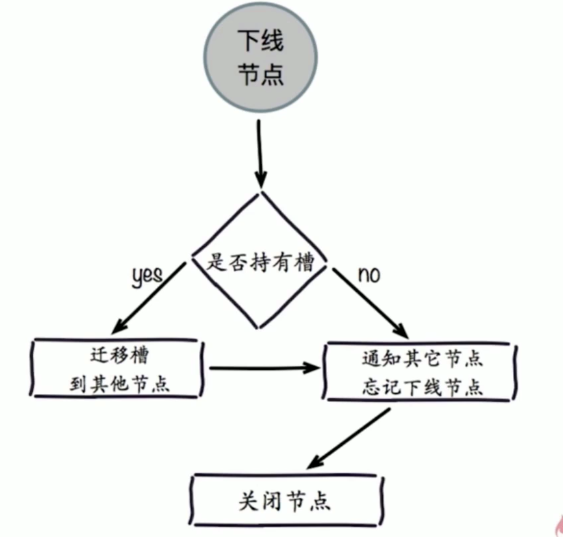 下线
节点
是否持有槽
yes
no
迁移槽
到其他节点
通知其它节点
忘记下线节点
关闭节点